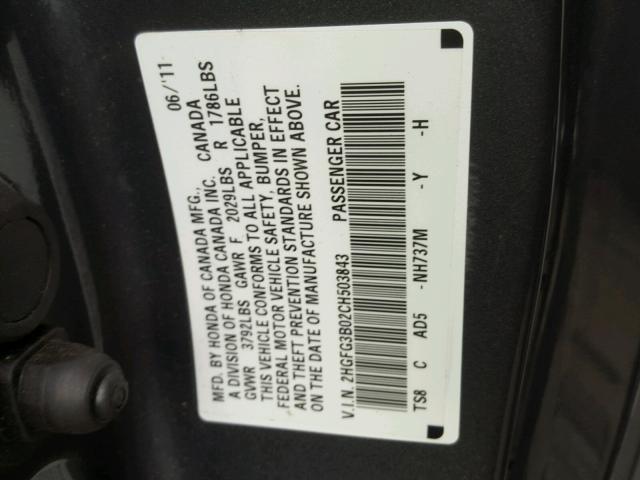 MFD. BY HONDA OF CANADA MFG., CANADA 06/'11
A DIVISION OF HONDA CANADA INC.
GVWR 3792LBS GAWR F 2029LBS R 1786LBS
THIS VEHICLE CONFORMS TO ALL APPLICABLE
FEDERAL MOTOR VEHICLE SAFETY, BUMPER,
AND THEFT PREVENTION STANDARDS IN EFFECT
ON THE DATE OF MANUFACTURE SHOWN ABOVE.
V.I.N. 2HGFG3B02CH503843 PASSENGER CAR
TS8 C AD5 -NH737M -Y -H